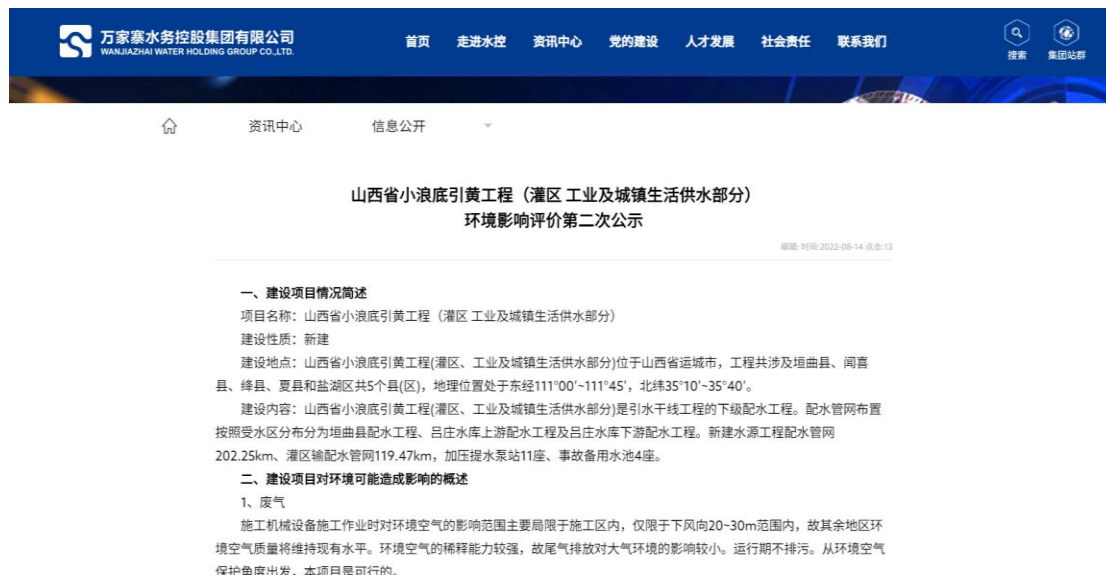 万家寨水务控股集团有限公司
WANJIAZHAI WATER HOLDING GROUP CO.,LTD.
首页 走进水控 资讯中心 党的建设 人才发展 社会责任 联系我们
搜索 集团站群
资讯中心 信息公开
山西省小浪底引黄工程（灌区 工业及城镇生活供水部分）
环境影响评价第二次公示
编辑: 时间:2022-08-14 点击:13
一、建设项目情况简述
项目名称：山西省小浪底引黄工程（灌区 工业及城镇生活供水部分）
建设性质：新建
建设地点：山西省小浪底引黄工程(灌区、工业及城镇生活供水部分)位于山西省运城市，工程共涉及垣曲县、闻喜
县、绛县、夏县和盐湖区共5个县(区)，地理位置处于东经111°00′~111°45′，北纬35°10′~35°40′。
建设内容：山西省小浪底引黄工程(灌区、工业及城镇生活供水部分)是引水干线工程的下级配水工程。配水管网布置
按照受水区分布分为垣曲县配水工程、吕庄水库上游配水工程及吕庄水库下游配水工程。新建水源工程配水管网
202.25km、灌区输配水管网119.47km，加压提水泵站11座、事故备用水池4座。
二、建设项目对环境可能造成影响的概述
1、废气
施工机械设备施工作业时对环境空气的影响范围主要局限于施工区内，仅限于下风向20~30m范围内，故其余地区环
境空气质量将维持现有水平。环境空气的稀释能力较强，故尾气排放对大气环境的影响较小。运行期不排污。从环境空气
保护角度出发，本项目是可行的。